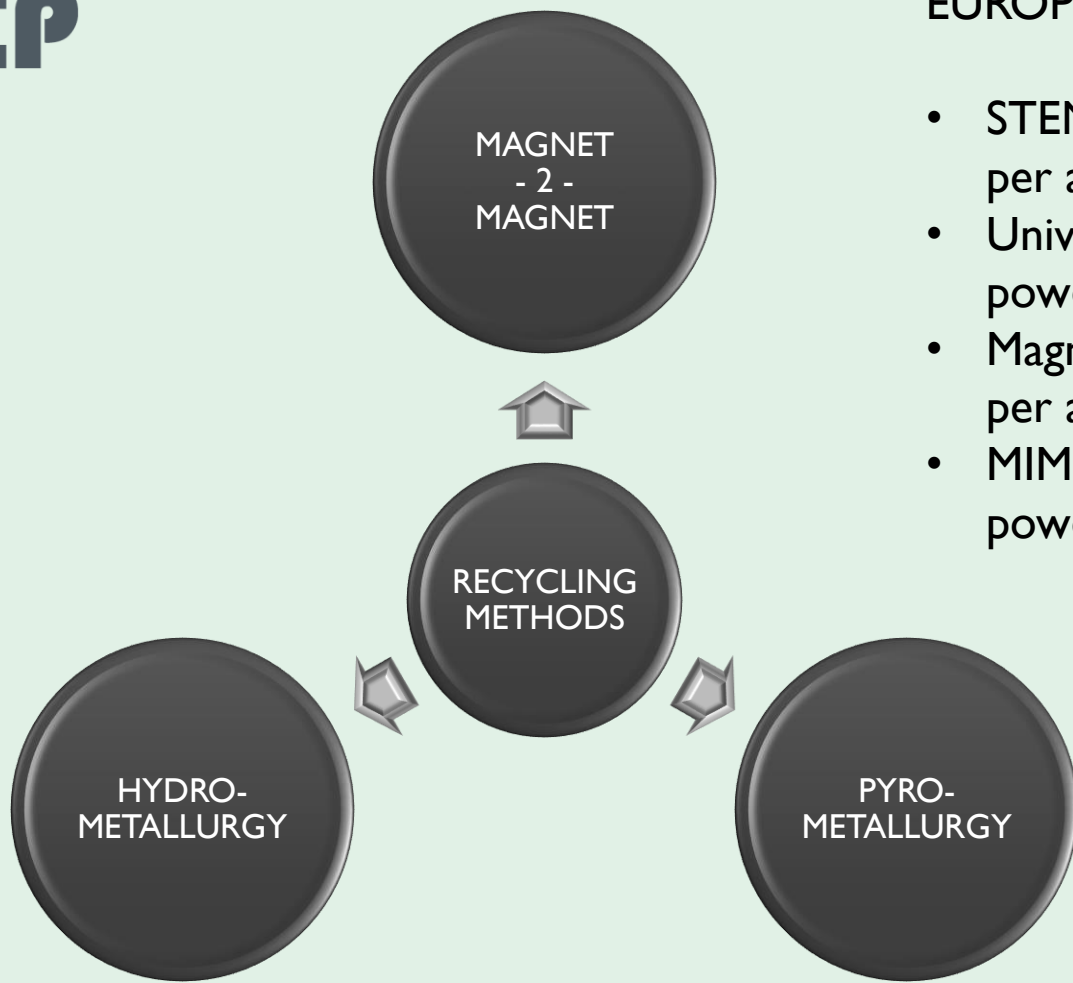 MAGNET
- 2 -
MAGNET
RECYCLING
METHODS
HYDRO-
METALLURGY
PYRO-
METALLURGY
EUROP
• STEN
per a
• Univ
powe
• Magn
per a
• MIM
powe